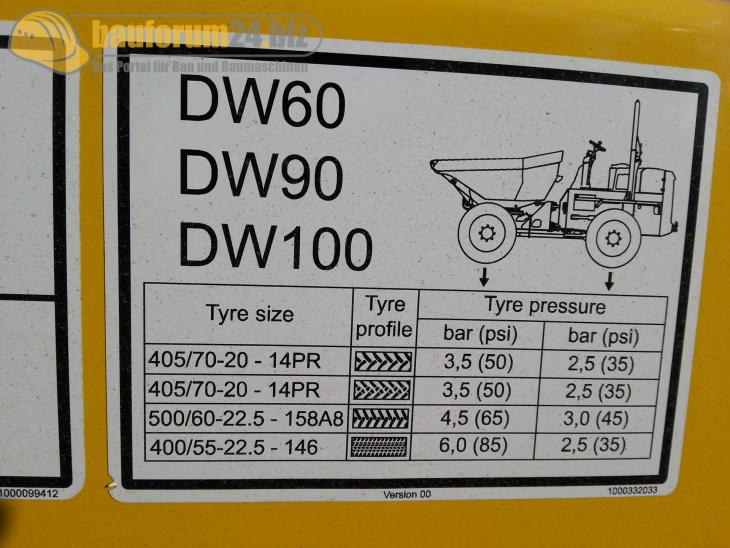 bauforum24.biz
Das Portal für Bau und Baumaschinen
DW60
DW90
DW100
Tyre size Tyre profile Tyre pressure
bar (psi) bar (psi)
405/70-20 - 14PR 3,5 (50) 2,5 (35)
405/70-20 - 14PR 3,5 (50) 2,5 (35)
500/60-22.5 - 158A8 4,5 (65) 3,0 (45)
400/55-22.5 - 146 6,0 (85) 2,5 (35)
1000099412
Version 00
1000332033